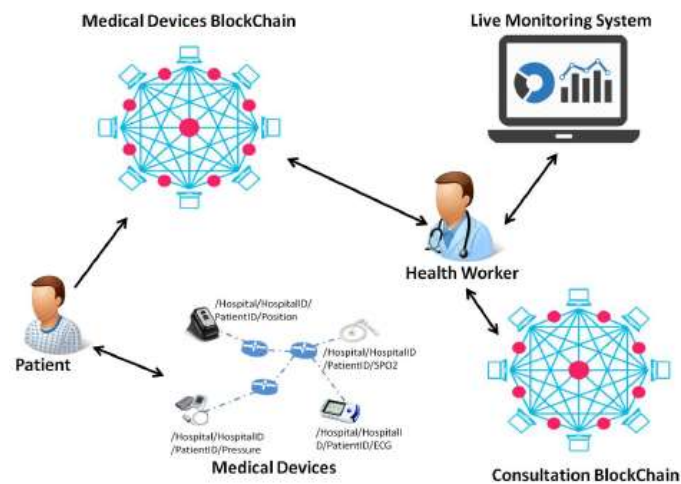 Medical Devices BlockChain
Live Monitoring System
Health Worker
/Hospital/HospitalID/
PatientID/Position
/Hospital/HospitalID
/PatientID/SPO2
Patient
/Hospital/HospitalID
/PatientID/Pressure
/Hospital/HospitalI
D/PatientID/ECG
Medical Devices
Consultation BlockChain